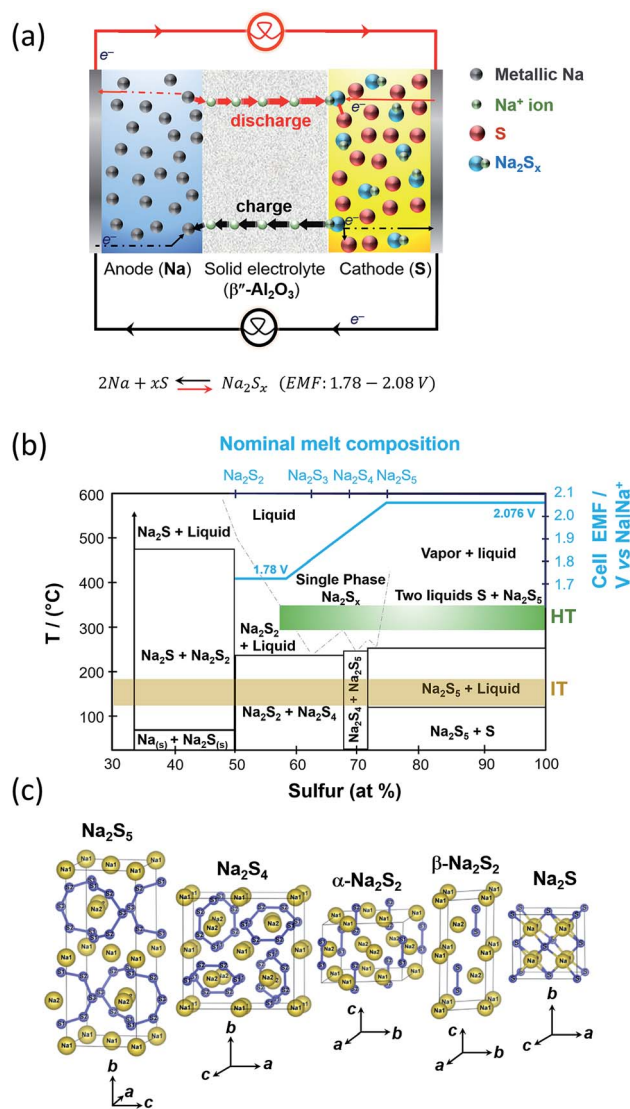 (a)
e⁻
Metallic Na
Na⁺ ion
S
Na₂Sₓ
e⁻
discharge
charge
e⁻
Anode (Na)
Solid electrolyte
(β″-Al₂O₃)
Cathode (S)
e⁻
2Na + xS Na₂Sₓ (EMF: 1.78 − 2.08 V)
(b)
Nominal melt composition
Na₂S₂ Na₂S₃ Na₂S₄ Na₂S₅
T / (°C)
600
500
400
300
200
100
2.1
2.0
1.9
1.8
1.7
Cell EMF /
V vs Na|Na⁺
Liquid
2.076 V
Na₂S + Liquid
1.78 V
Vapor + liquid
Single Phase
Na₂Sₓ
Two liquids S + Na₂S₅
HT
Na₂S₂
+ Liquid
Na₂S + Na₂S₂
Na₂S₄ + Na₂S₅
Na₂S₅ + Liquid
IT
Na₂S₂ + Na₂S₄
Na₍s₎ + Na₂S₍s₎
Na₂S₅ + S
30 40 50 60 70 80 90 100
Sulfur (at %)
(c)
Na₂S₅
Na₂S₄
α-Na₂S₂
β-Na₂S₂
Na₂S
Na1
Na2
b
a
c
b
a
c
c
b
a
c
b
a
b
a
c